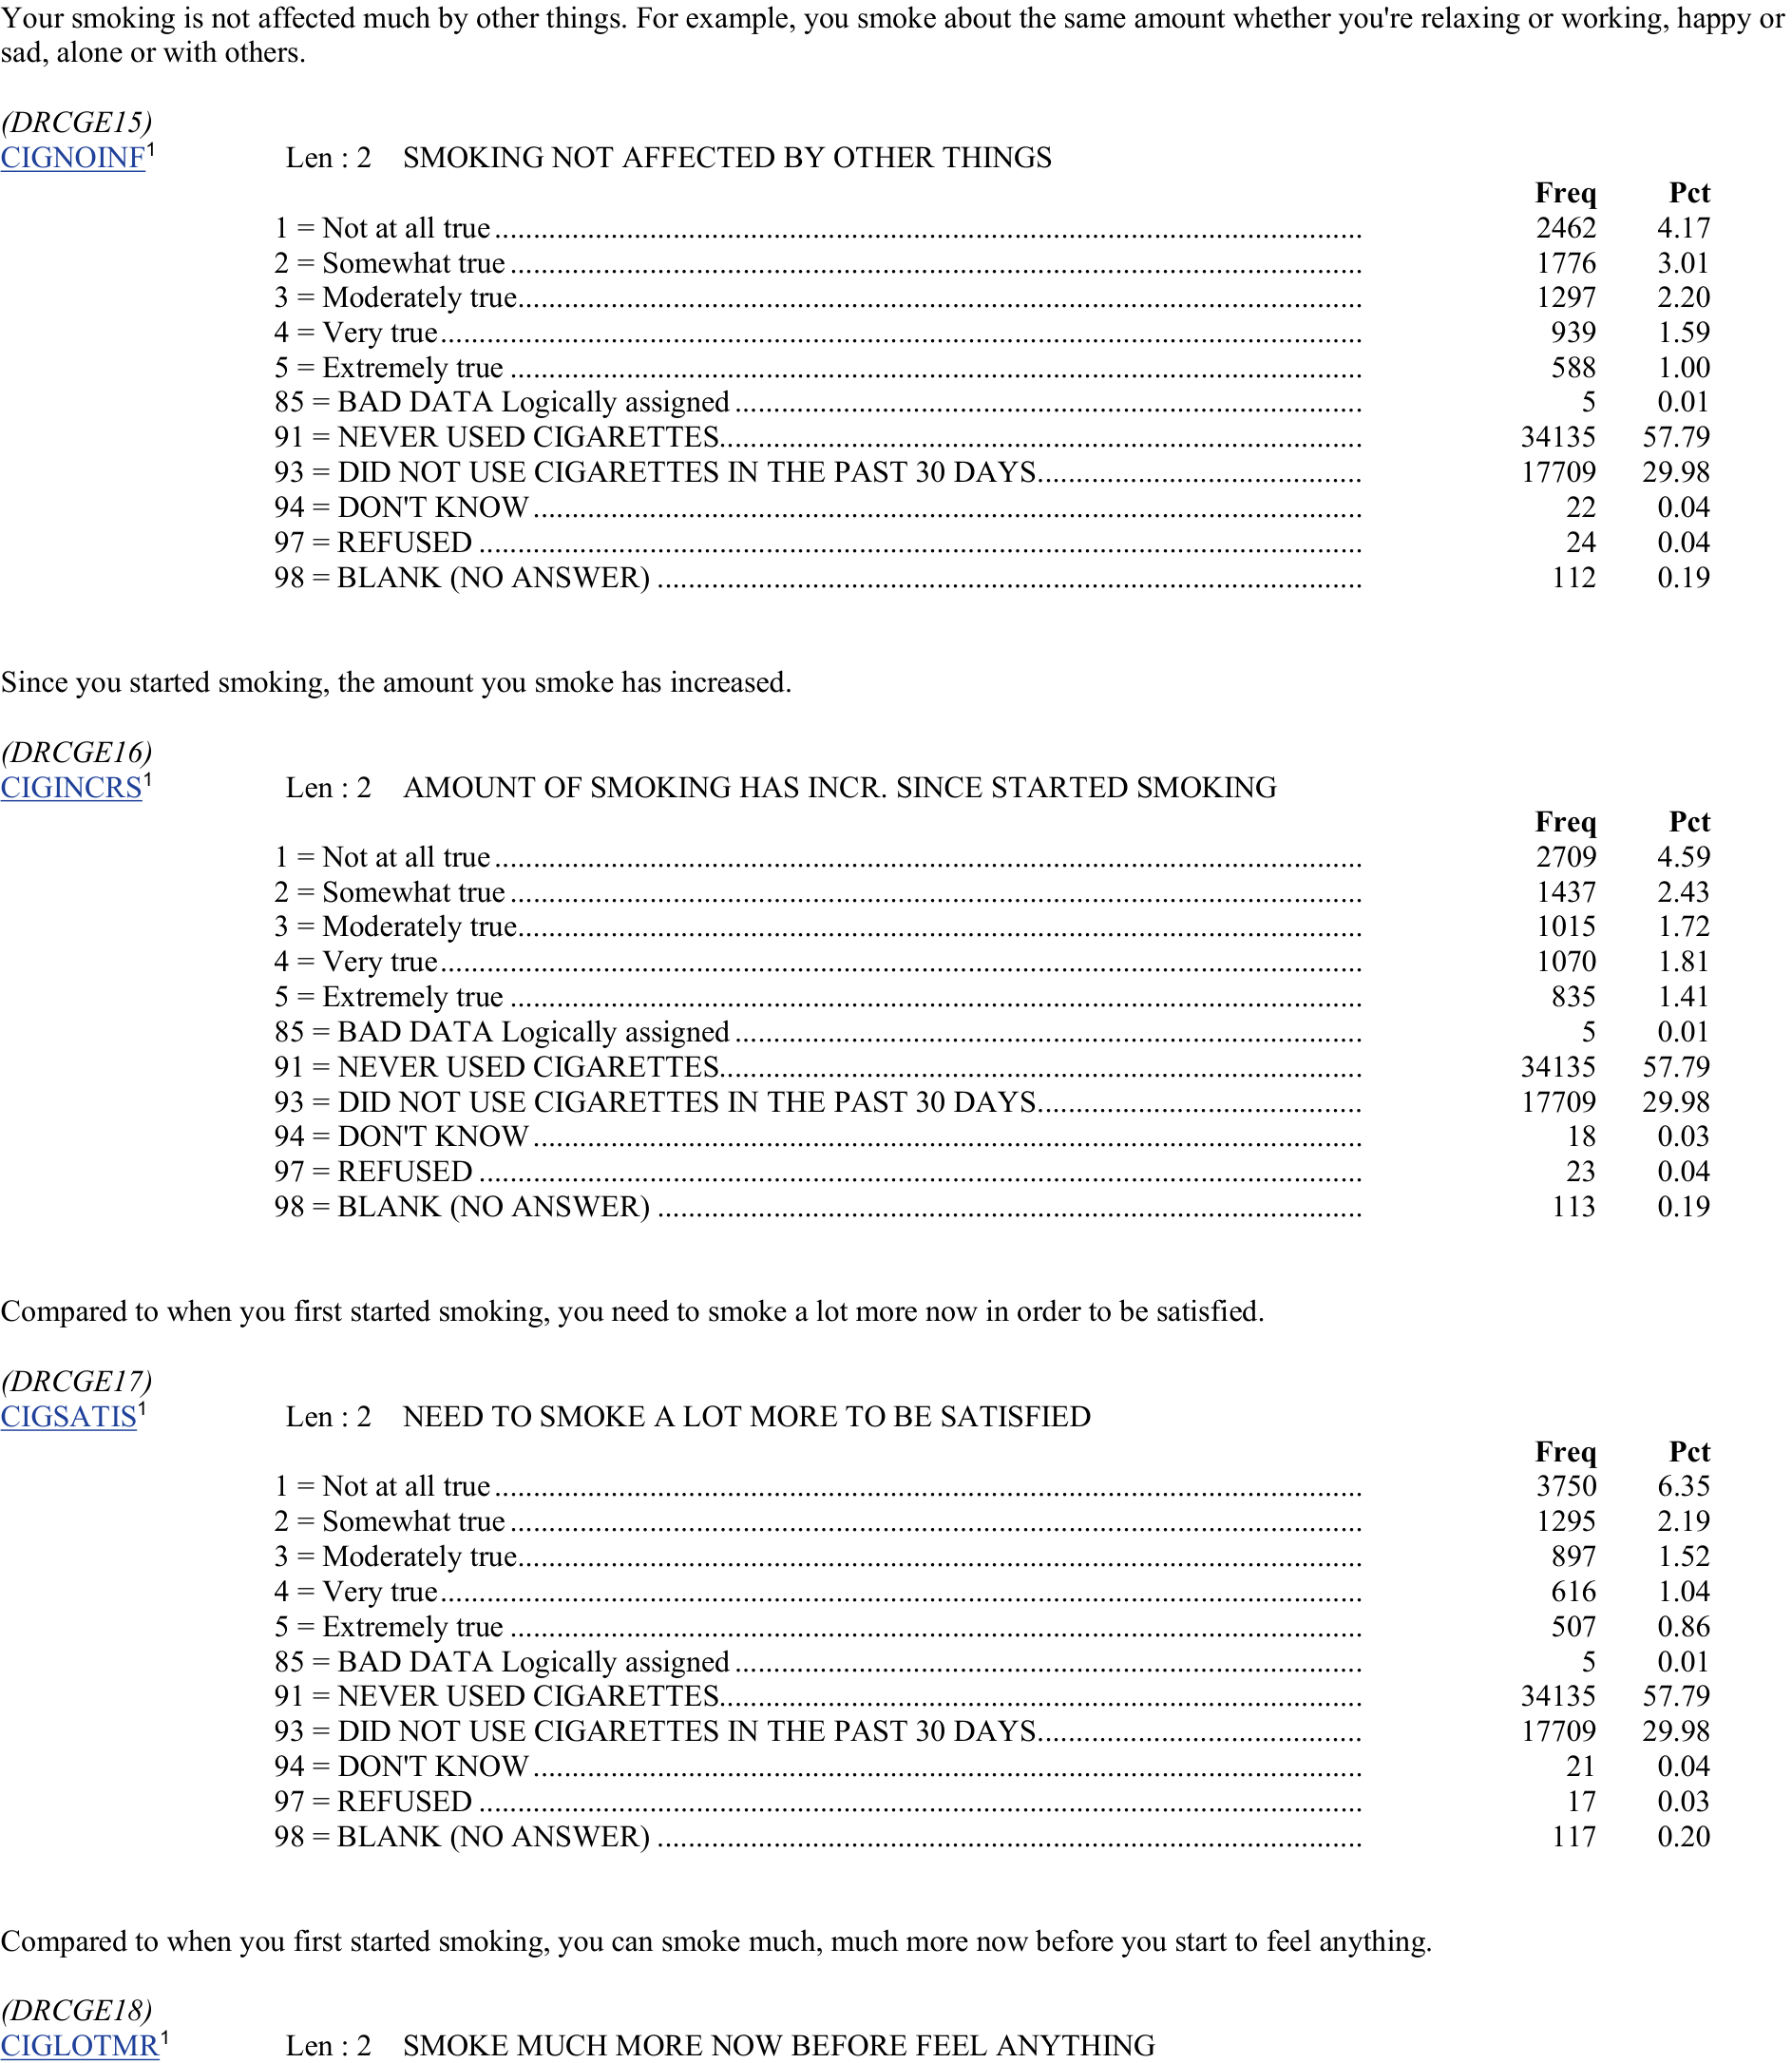 Your smoking is not affected much by other things. For example, you smoke about the same amount whether you're relaxing or working, happy or
sad, alone or with others.
(DRCGE15)
CIGNOINF1 Len : 2 SMOKING NOT AFFECTED BY OTHER THINGS
Freq Pct
1 = Not at all true 2462 4.17
2 = Somewhat true 1776 3.01
3 = Moderately true 1297 2.20
4 = Very true 939 1.59
5 = Extremely true 588 1.00
85 = BAD DATA Logically assigned 5 0.01
91 = NEVER USED CIGARETTES 34135 57.79
93 = DID NOT USE CIGARETTES IN THE PAST 30 DAYS 17709 29.98
94 = DON'T KNOW 22 0.04
97 = REFUSED 24 0.04
98 = BLANK (NO ANSWER) 112 0.19
Since you started smoking, the amount you smoke has increased.
(DRCGE16)
CIGINCRS1 Len : 2 AMOUNT OF SMOKING HAS INCR. SINCE STARTED SMOKING
Freq Pct
1 = Not at all true 2709 4.59
2 = Somewhat true 1437 2.43
3 = Moderately true 1015 1.72
4 = Very true 1070 1.81
5 = Extremely true 835 1.41
85 = BAD DATA Logically assigned 5 0.01
91 = NEVER USED CIGARETTES 34135 57.79
93 = DID NOT USE CIGARETTES IN THE PAST 30 DAYS 17709 29.98
94 = DON'T KNOW 18 0.03
97 = REFUSED 23 0.04
98 = BLANK (NO ANSWER) 113 0.19
Compared to when you first started smoking, you need to smoke a lot more now in order to be satisfied.
(DRCGE17)
CIGSATIS1 Len : 2 NEED TO SMOKE A LOT MORE TO BE SATISFIED
Freq Pct
1 = Not at all true 3750 6.35
2 = Somewhat true 1295 2.19
3 = Moderately true 897 1.52
4 = Very true 616 1.04
5 = Extremely true 507 0.86
85 = BAD DATA Logically assigned 5 0.01
91 = NEVER USED CIGARETTES 34135 57.79
93 = DID NOT USE CIGARETTES IN THE PAST 30 DAYS 17709 29.98
94 = DON'T KNOW 21 0.04
97 = REFUSED 17 0.03
98 = BLANK (NO ANSWER) 117 0.20
Compared to when you first started smoking, you can smoke much, much more now before you start to feel anything.
(DRCGE18)
CIGLOTMR1 Len : 2 SMOKE MUCH MORE NOW BEFORE FEEL ANYTHING